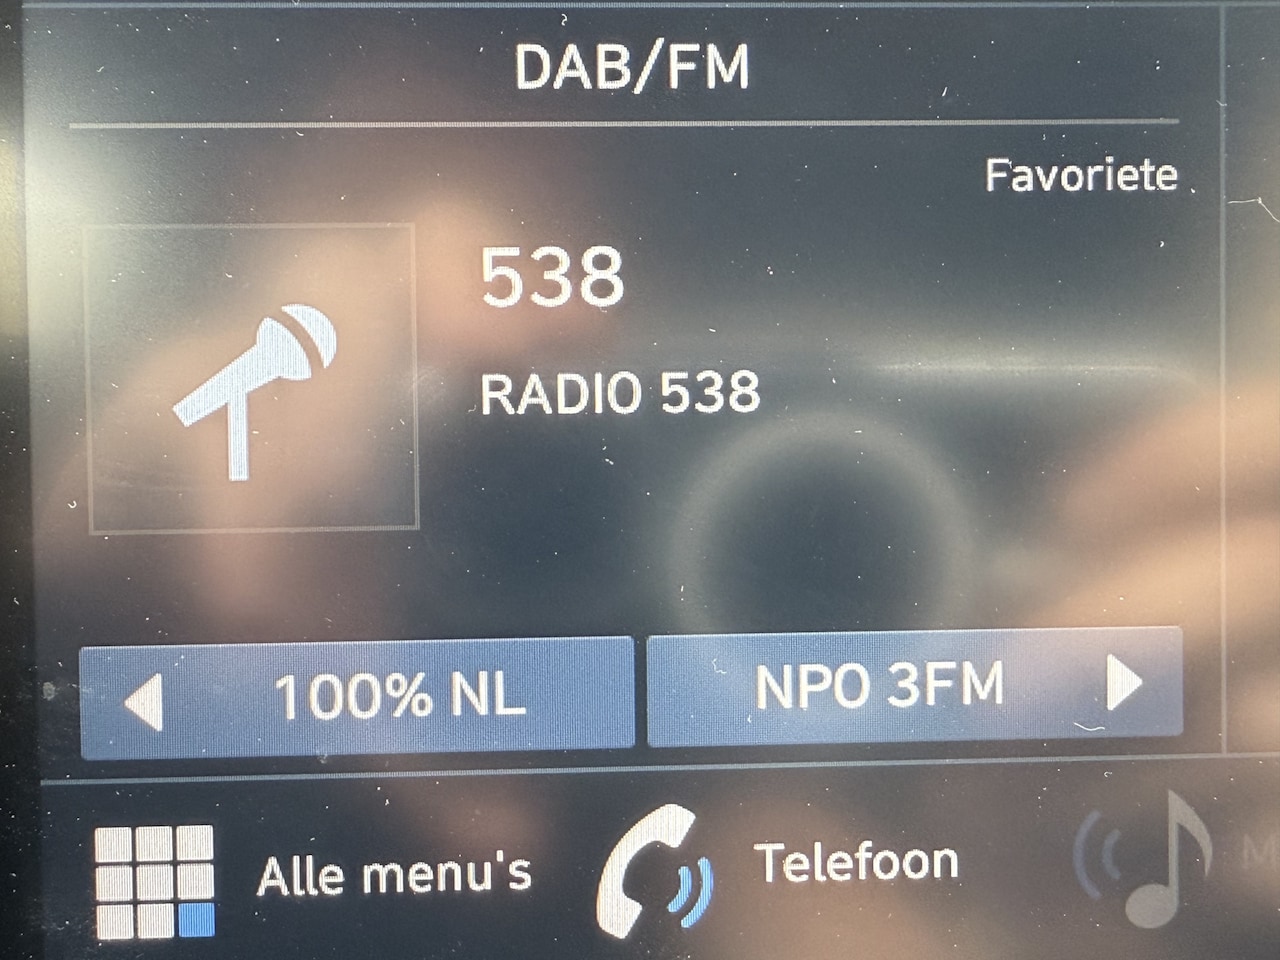 DAB/FM
Favoriete
538
RADIO 538
100% NL
NPO 3FM
Alle menu's
Telefoon